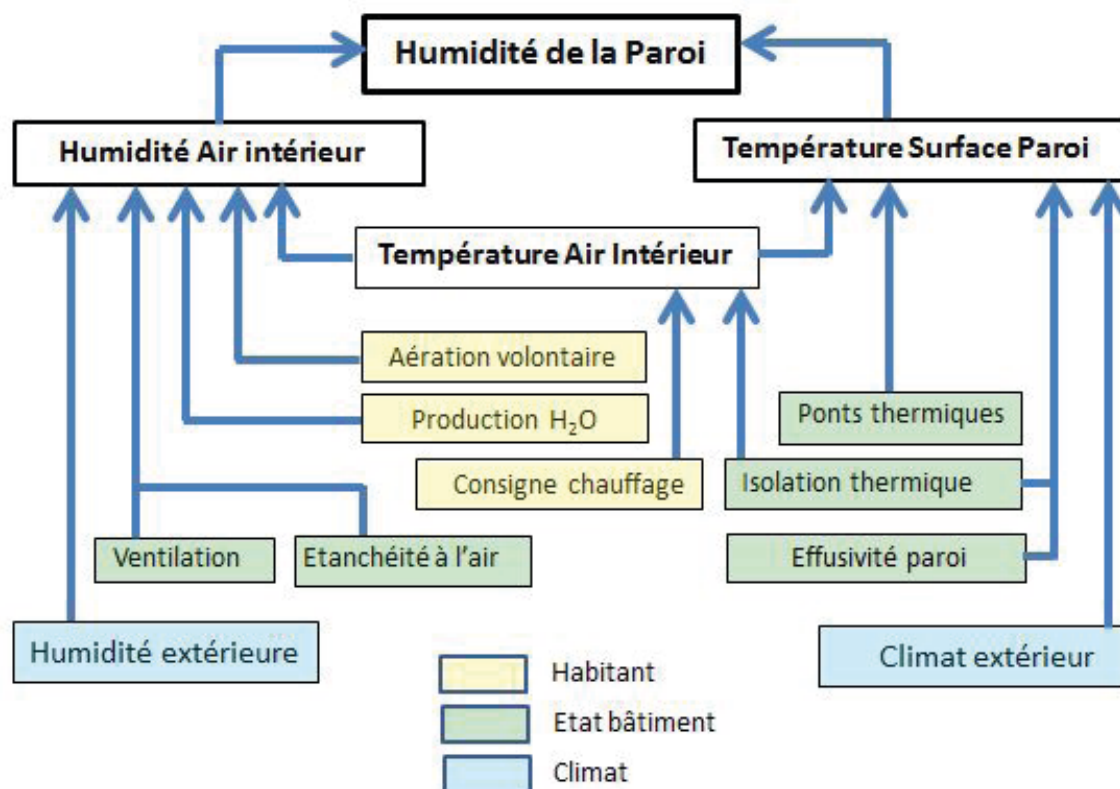 Humidité de la Paroi
Humidité Air intérieur
Température Surface Paroi
Température Air Intérieur
Aération volontaire
Production H₂O
Ponts thermiques
Consigne chauffage
Isolation thermique
Ventilation
Etanchéité à l'air
Effusivité paroi
Humidité extérieure
Climat extérieur
Habitant
Etat bâtiment
Climat